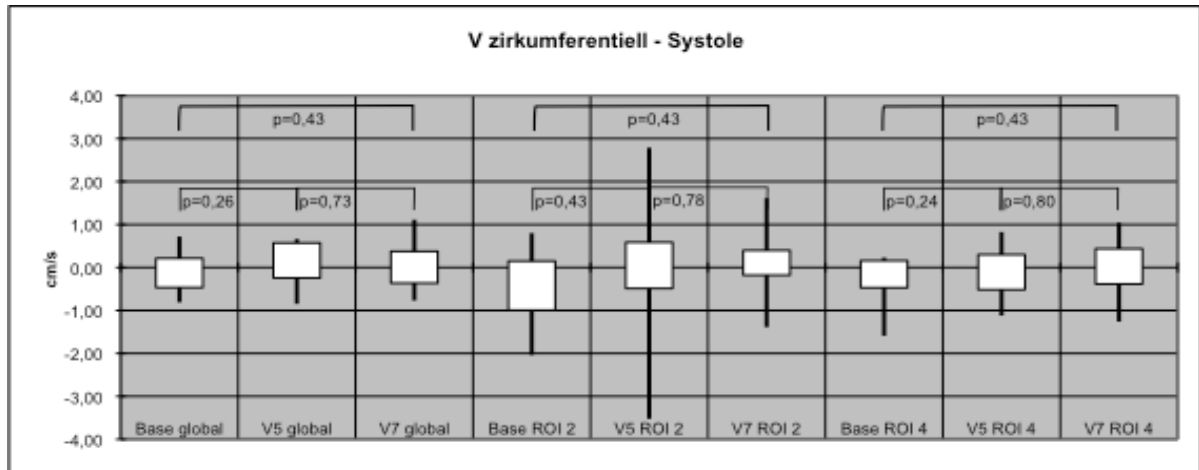 V zirkumferentiell - Systole
4,00
3,00
2,00
1,00
0,00
-1,00
-2,00
-3,00
-4,00
cm/s
p=0,43
p=0,43
p=0,43
p=0,26
p=0,73
p=0,43
p=0,78
p=0,24
p=0,80
Base global
V5 global
V7 global
Base ROI 2
V5 ROI 2
V7 ROI 2
Base ROI 4
V5 ROI 4
V7 ROI 4